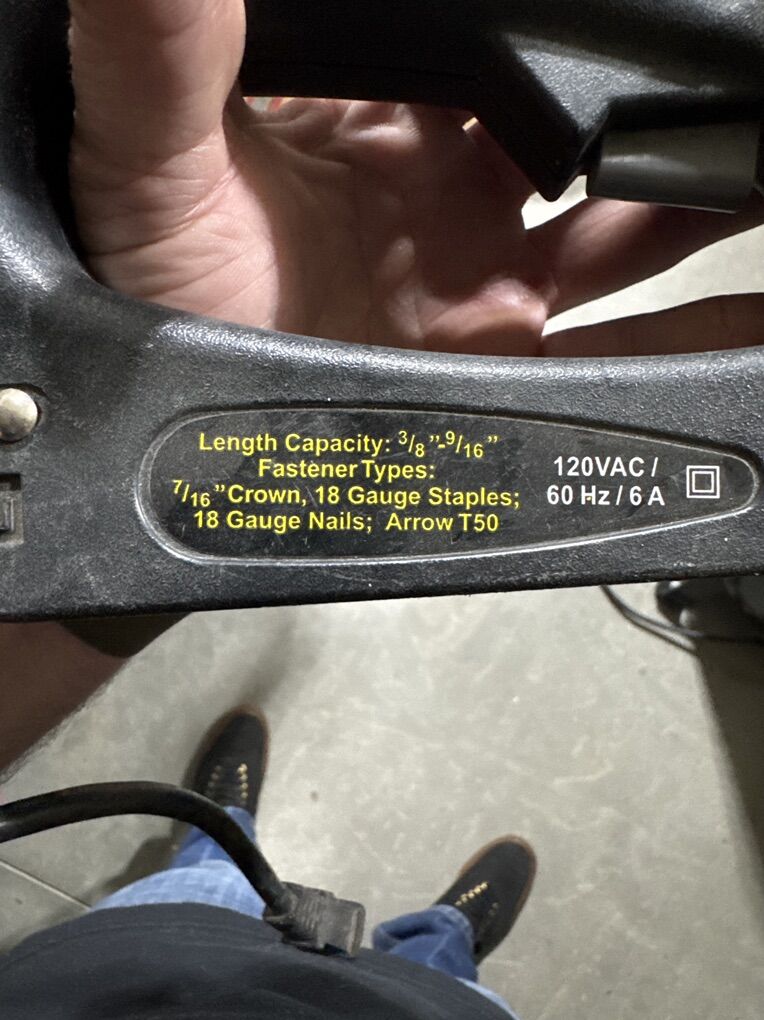 Length Capacity: 3/8"-9/16"
Fastener Types:
7/16" Crown, 18 Gauge Staples;
18 Gauge Nails; Arrow T50
120VAC /
60 Hz / 6 A